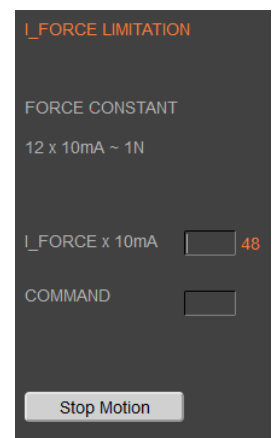 I_FORCE LIMITATION
FORCE CONSTANT
12 x 10mA ~ 1N
I_FORCE x 10mA 48
COMMAND
Stop Motion